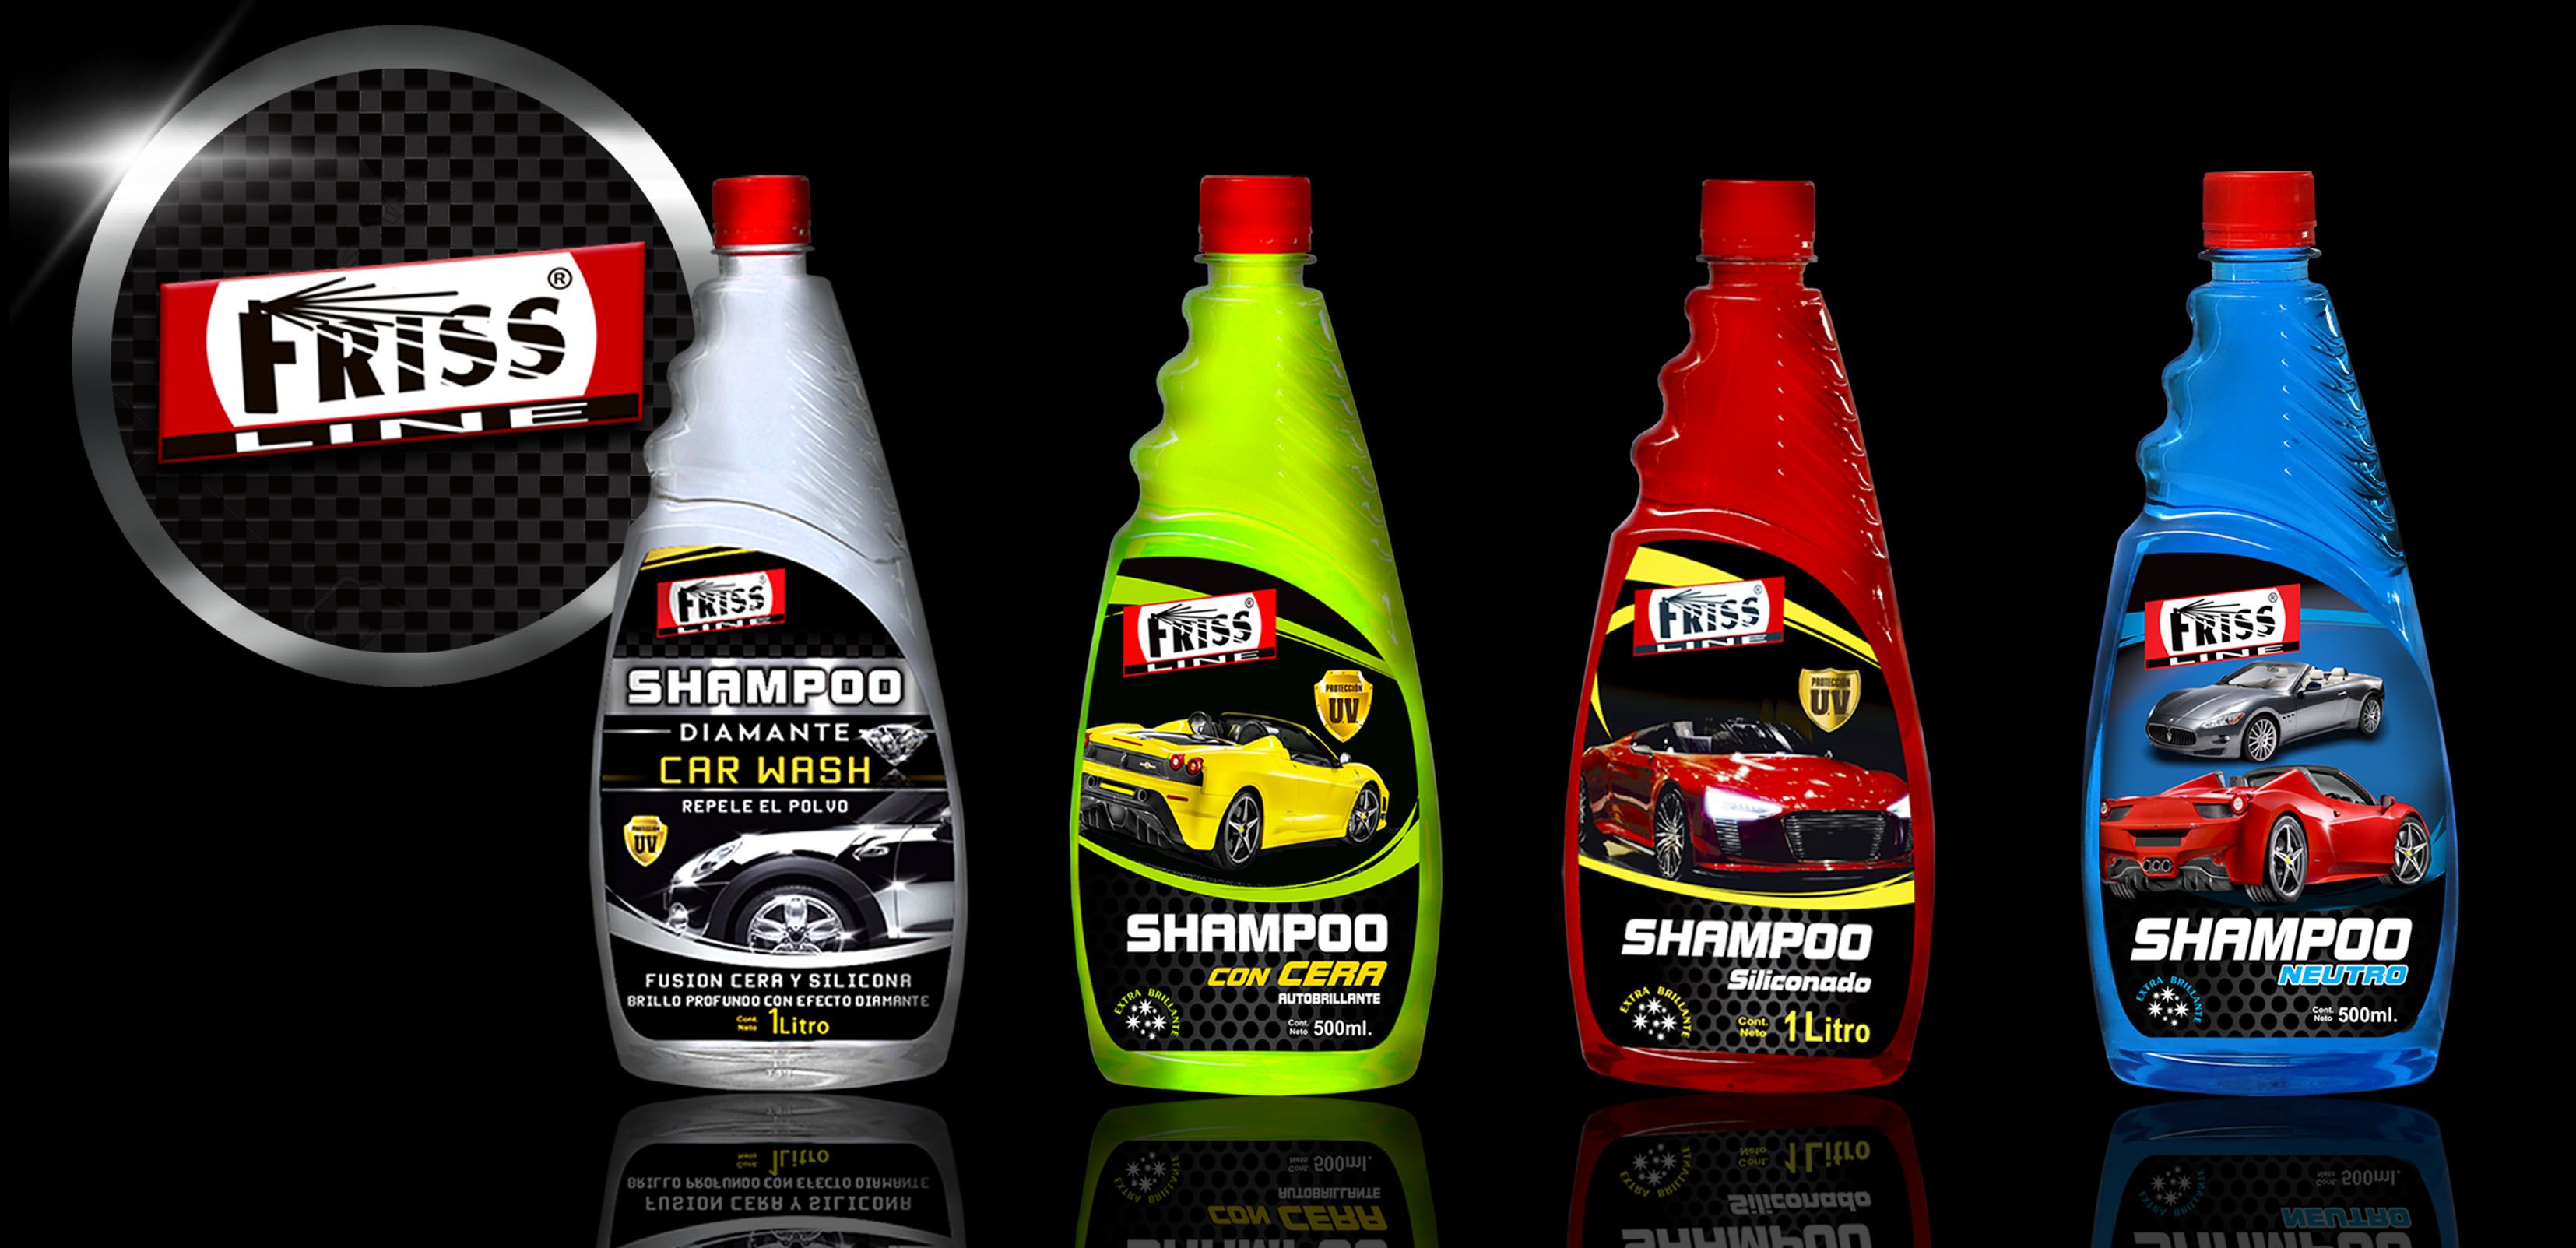 FRISS®
LINE
FRISS®
LINE
SHAMPOO
DIAMANTE
CAR WASH
REPELE EL POLVO
PROTECCIÓN
UV
FUSION CERA Y SILICONA
BRILLO PROFUNDO CON EFECTO DIAMANTE
Cont. Neto 1Litro
FRISS®
LINE
PROTECCIÓN
UV
SHAMPOO
CON CERA
AUTOBRILLANTE
EXTRA BRILLANTE
Cont. Neto 500ml.
FRISS®
LINE
PROTECCIÓN
UV
SHAMPOO
Siliconado
EXTRA BRILLANTE
Cont. Neto 1Litro
FRISS®
LINE
SHAMPOO
NEUTRO
EXTRA BRILLANTE
Cont. Neto 500ml.